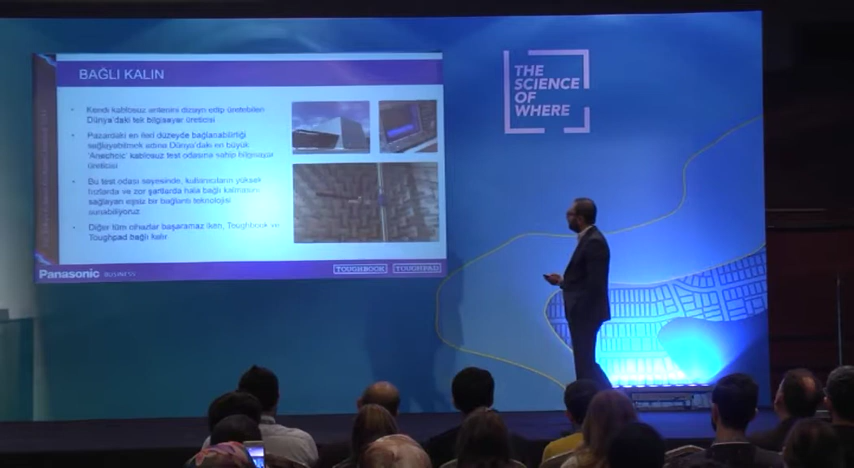 BAĞLI KALIN
• Kendi kablosuz antenini dizayn edip üretebilen
Dünya'daki tek bilgisayar üreticisi
• Pazardaki en ileri düzeyde bağlanabilirliği
sağlayabilmek adına Dünya'daki en büyük
'Anechoic' kablosuz test odasına sahip bilgisayar
üreticisi
• Bu test odası sayesinde, kullanıcıların yüksek
hızlarda ve zor şartlarda hala bağlı kalmasını
sağlayan eşsiz bir bağlantı teknolojisi
sunabiliyoruz
• Diğer tüm cihazlar başaramaz iken, Toughbook ve
Toughpad bağlı kalır
Panasonic BUSINESS
TOUGHBOOK TOUGHPAD
THE
SCIENCE
OF
WHERE